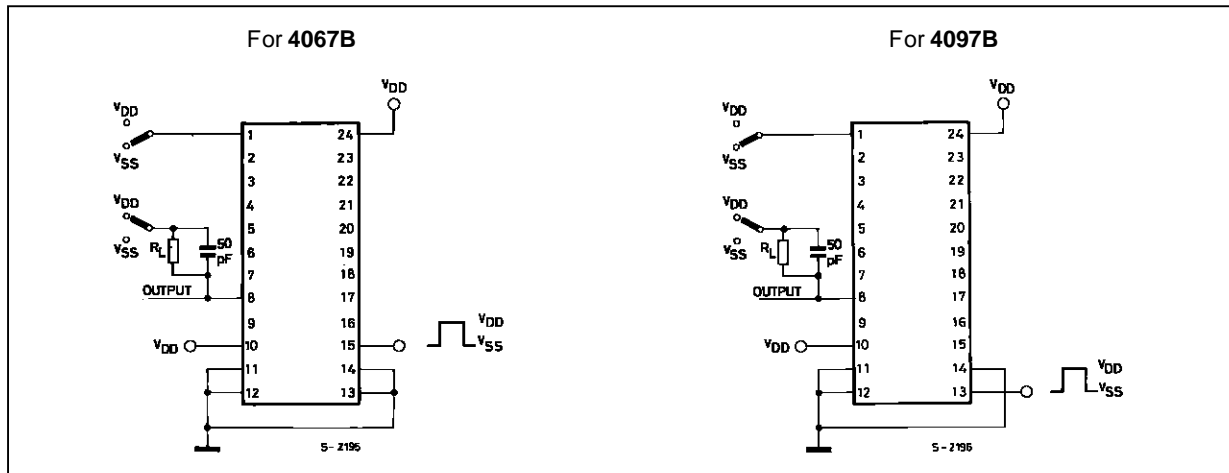 For 4067B
VDD
VDD
VSS
VDD
VSS
RL
50
pF
OUTPUT
VDD
1
2
3
4
5
6
7
8
9
10
11
12
24
23
22
21
20
19
18
17
16
15
14
13
VDD
VSS
S-2195
For 4097B
VDD
VDD
VSS
VDD
VSS
RL
50
pF
OUTPUT
VDD
1
2
3
4
5
6
7
8
9
10
11
12
24
23
22
21
20
19
18
17
16
15
14
13
VDD
VSS
S-2196